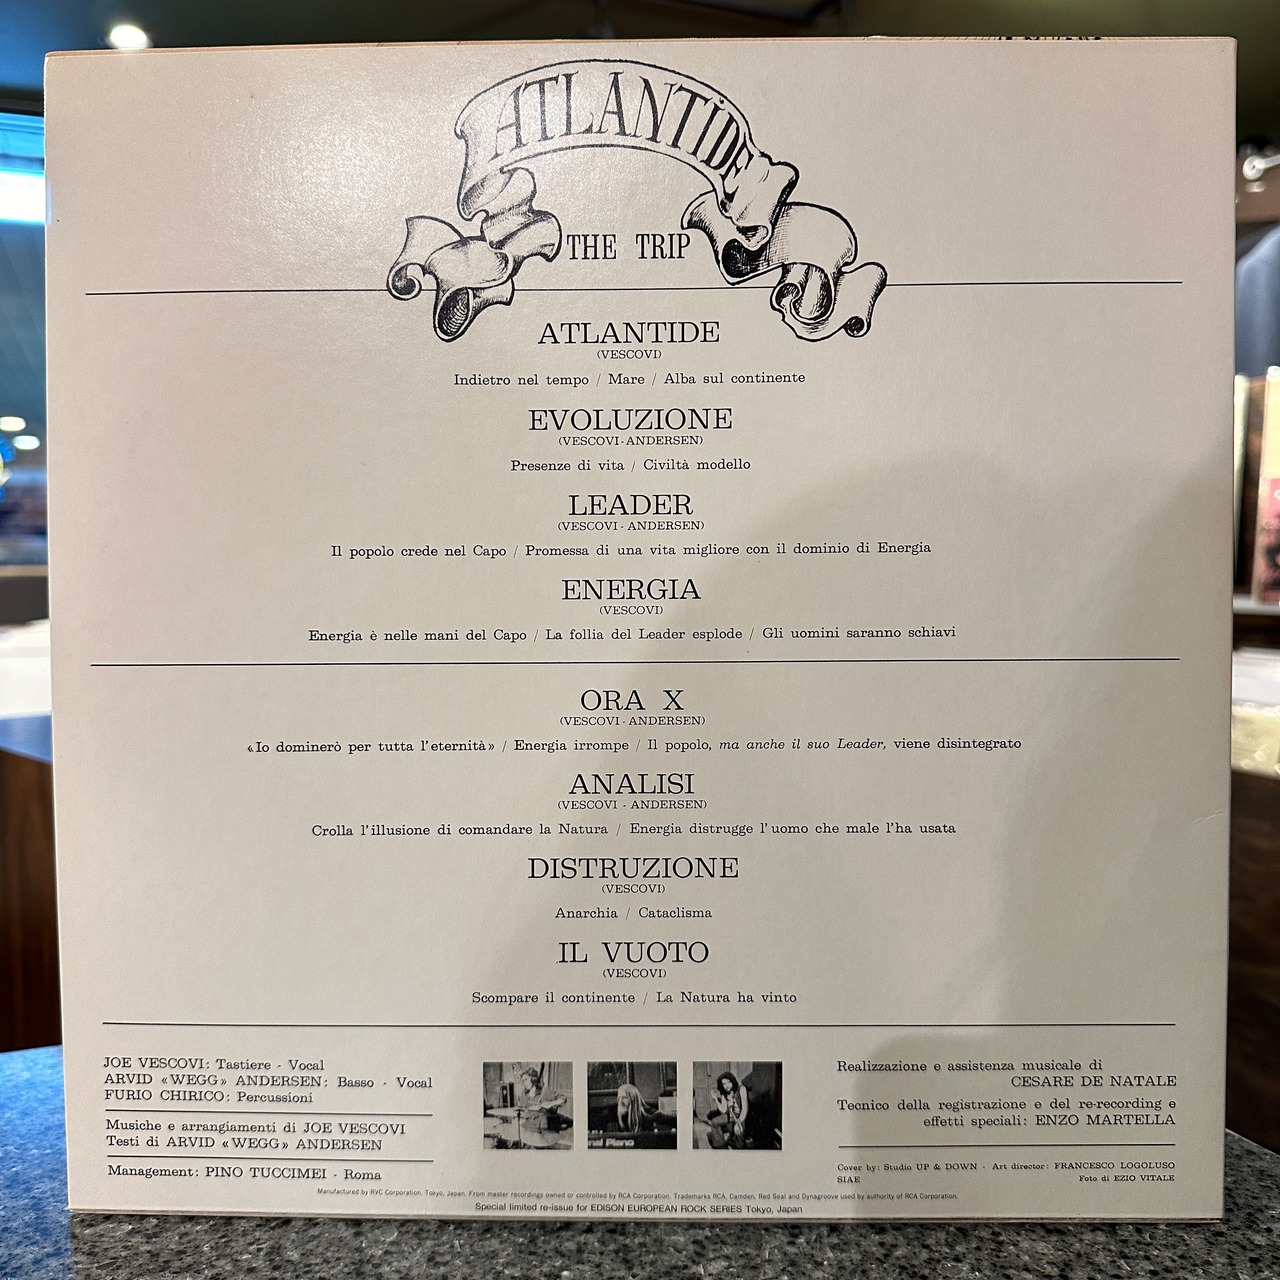 ATLANTIDE
THE TRIP
ATLANTIDE
(VESCOVI)
Indietro nel tempo / Mare / Alba sul continente
EVOLUZIONE
(VESCOVI-ANDERSEN)
Presenze di vita / Civiltà modello
LEADER
(VESCOVI - ANDERSEN)
Il popolo crede nel Capo / Promessa di una vita migliore con il dominio di Energia
ENERGIA
(VESCOVI)
Energia è nelle mani del Capo / La follia del Leader esplode / Gli uomini saranno schiavi
ORA X
(VESCOVI - ANDERSEN)
«Io dominerò per tutta l'eternità» / Energia irrompe / Il popolo, ma anche il suo Leader, viene disintegrato
ANALISI
(VESCOVI - ANDERSEN)
Crolla l'illusione di comandare la Natura / Energia distrugge l'uomo che male l'ha usata
DISTRUZIONE
(VESCOVI)
Anarchia / Cataclisma
IL VUOTO
(VESCOVI)
Scompare il continente / La Natura ha vinto
JOE VESCOVI: Tastiere - Vocal
ARVID «WEGG» ANDERSEN: Basso - Vocal
FURIO CHIRICO: Percussioni
Musiche e arrangiamenti di JOE VESCOVI
Testi di ARVID «WEGG» ANDERSEN
Management: PINO TUCCIMEI - Roma
Piano
Realizzazione e assistenza musicale di
CESARE DE NATALE
Tecnico della registrazione e del re-recording e
effetti speciali: ENZO MARTELLA
Cover by: Studio UP & DOWN - Art director: FRANCESCO LOGOLUSO
SIAE Foto di EZIO VITALE
Manufactured by RVC Corporation, Tokyo, Japan. From master recordings owned or controlled by RCA Corporation. Trademarks RCA, Camden, Red Seal and Dynagroove used by authority of RCA Corporation.
Special limited re-issue for EDISON EUROPEAN ROCK SERIES Tokyo, Japan